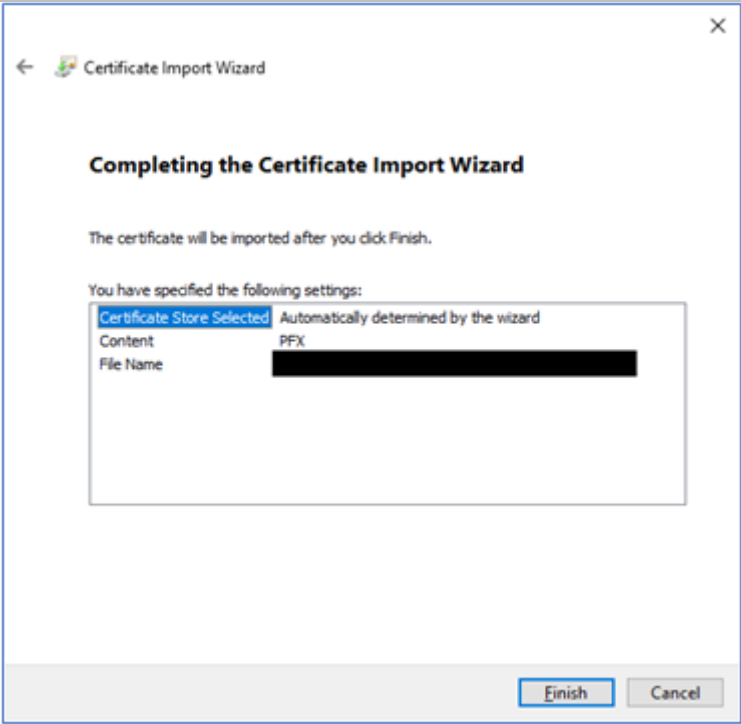 Certificate Import Wizard
Completing the Certificate Import Wizard
The certificate will be imported after you click Finish.
You have specified the following settings:
Certificate Store Selected Automatically determined by the wizard
Content PFX
File Name
Finish Cancel